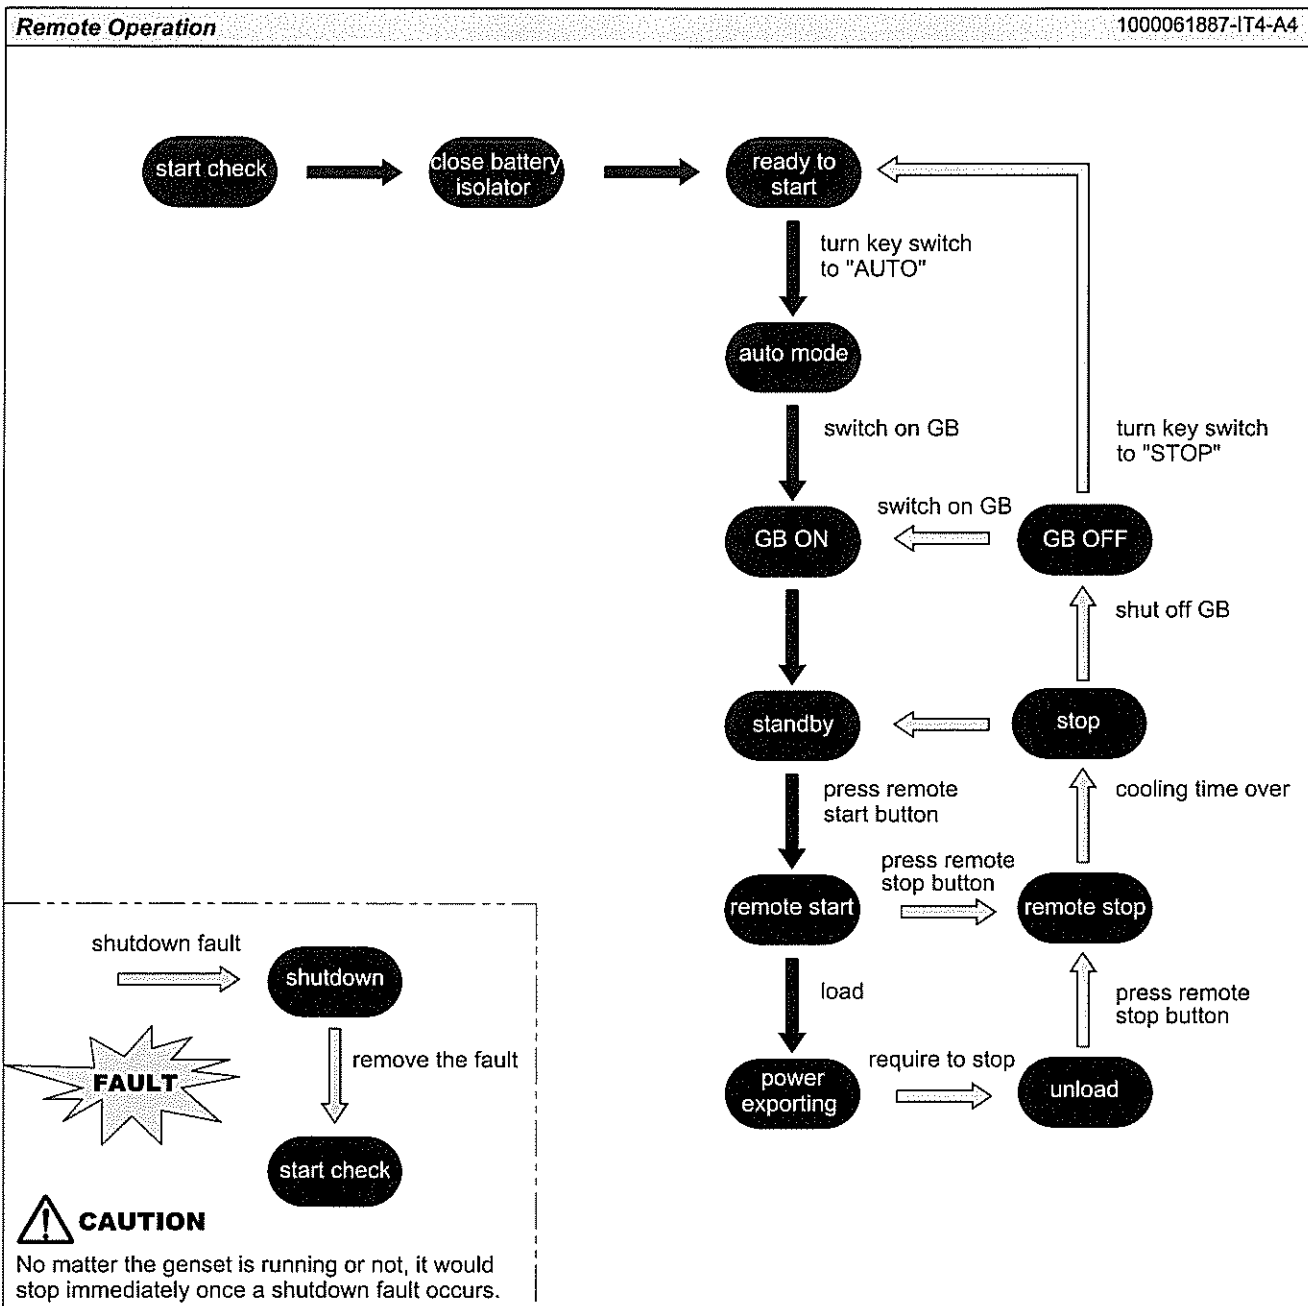 Remote Operation
1000061887-IT4-A4
start check
close battery
isolator
ready to
start
turn key switch
to "AUTO"
auto mode
switch on GB
turn key switch
to "STOP"
switch on GB
GB ON
GB OFF
shut off GB
standby
stop
press remote
start button
cooling time over
press remote
stop button
remote start
remote stop
load
press remote
stop button
power
exporting
require to stop
unload
shutdown fault
shutdown
FAULT
remove the fault
start check
CAUTION
No matter the genset is running or not, it would
stop immediately once a shutdown fault occurs.